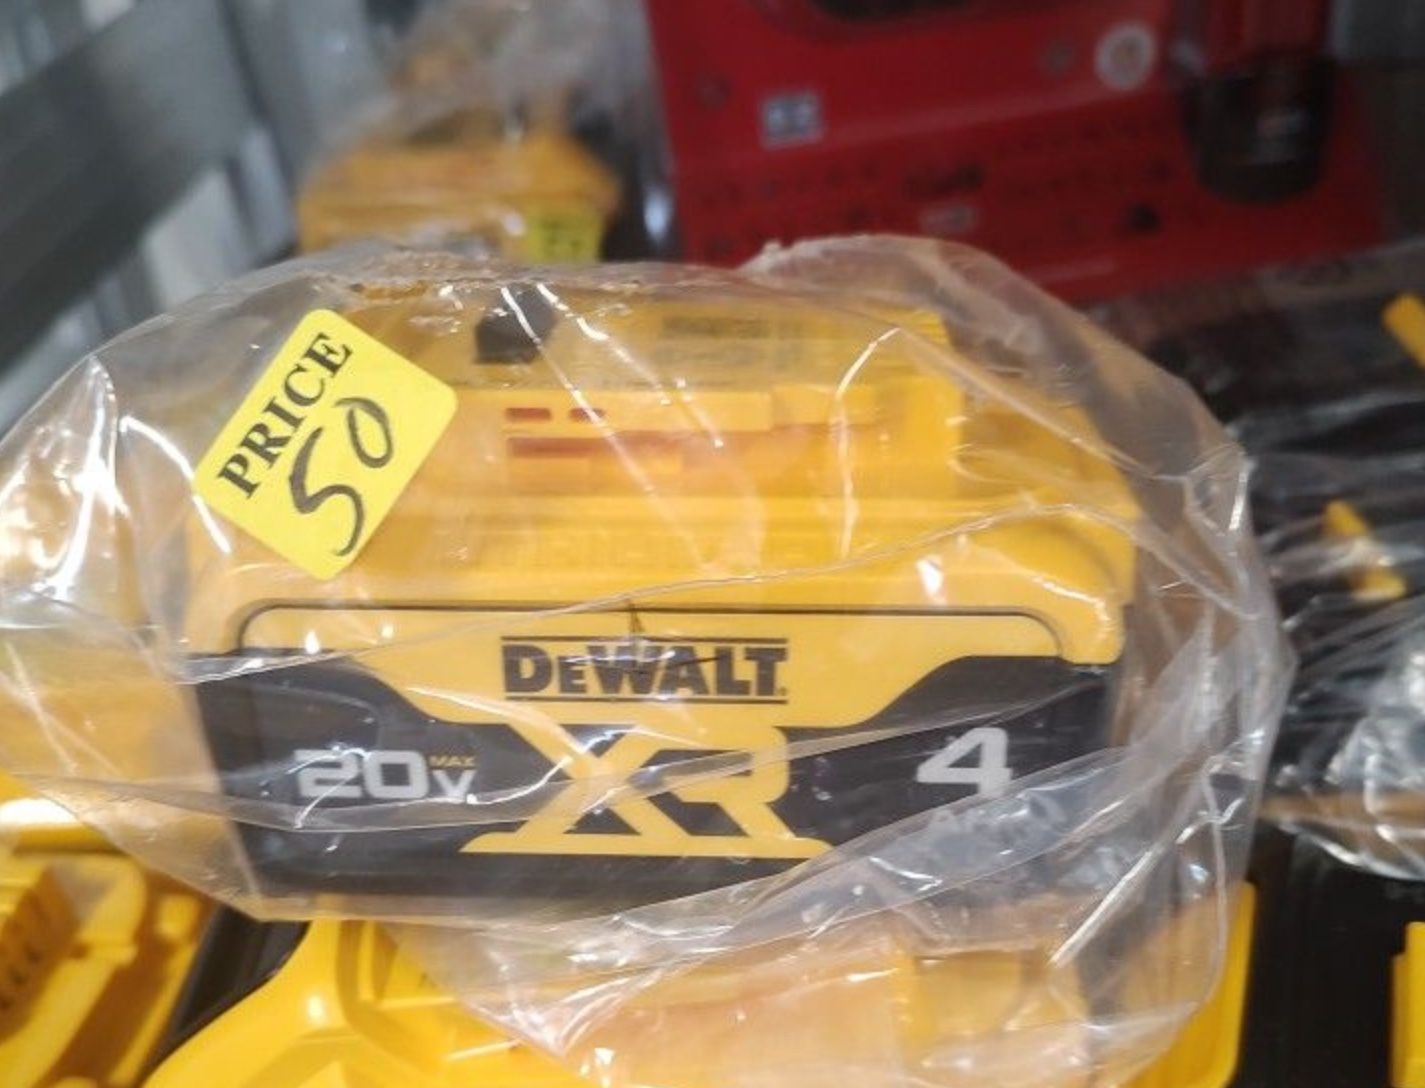 PRICE
50
DEWALT
20V MAX
XR
4